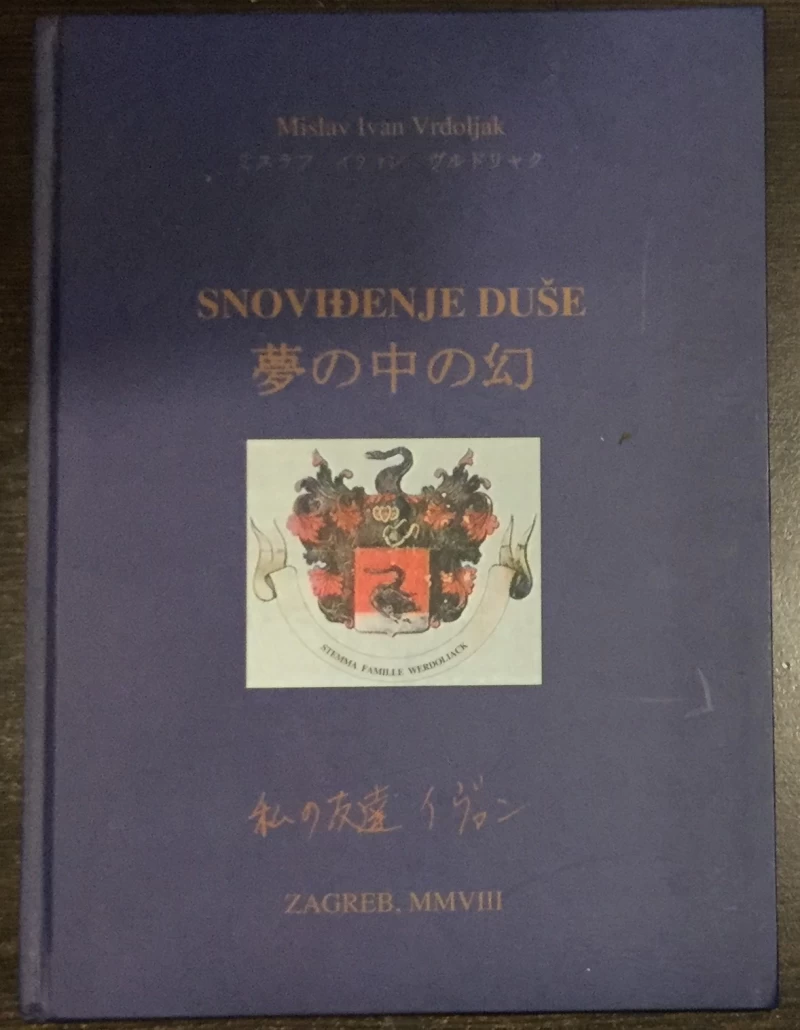 Mislav Ivan Vrdoljak
ミスラフ イヴァン ヴルドリャク
SNOVIĐENJE DUŠE
夢の中の幻
STEMMA FAMILLE WERDOLIACK
私の友達 イヴァン
ZAGREB, MMVIII